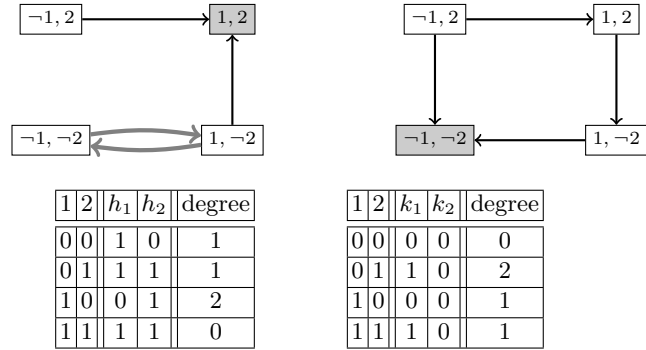 ¬1, 2 1, 2 ¬1, 2 1, 2
¬1, ¬2 1, ¬2 ¬1, ¬2 1, ¬2
1 2 h₁ h₂ degree 1 2 k₁ k₂ degree
0 0 1 0 1 0 0 0 0 0
0 1 1 1 1 0 1 1 0 2
1 0 0 1 2 1 0 0 0 1
1 1 1 1 0 1 1 1 0 1